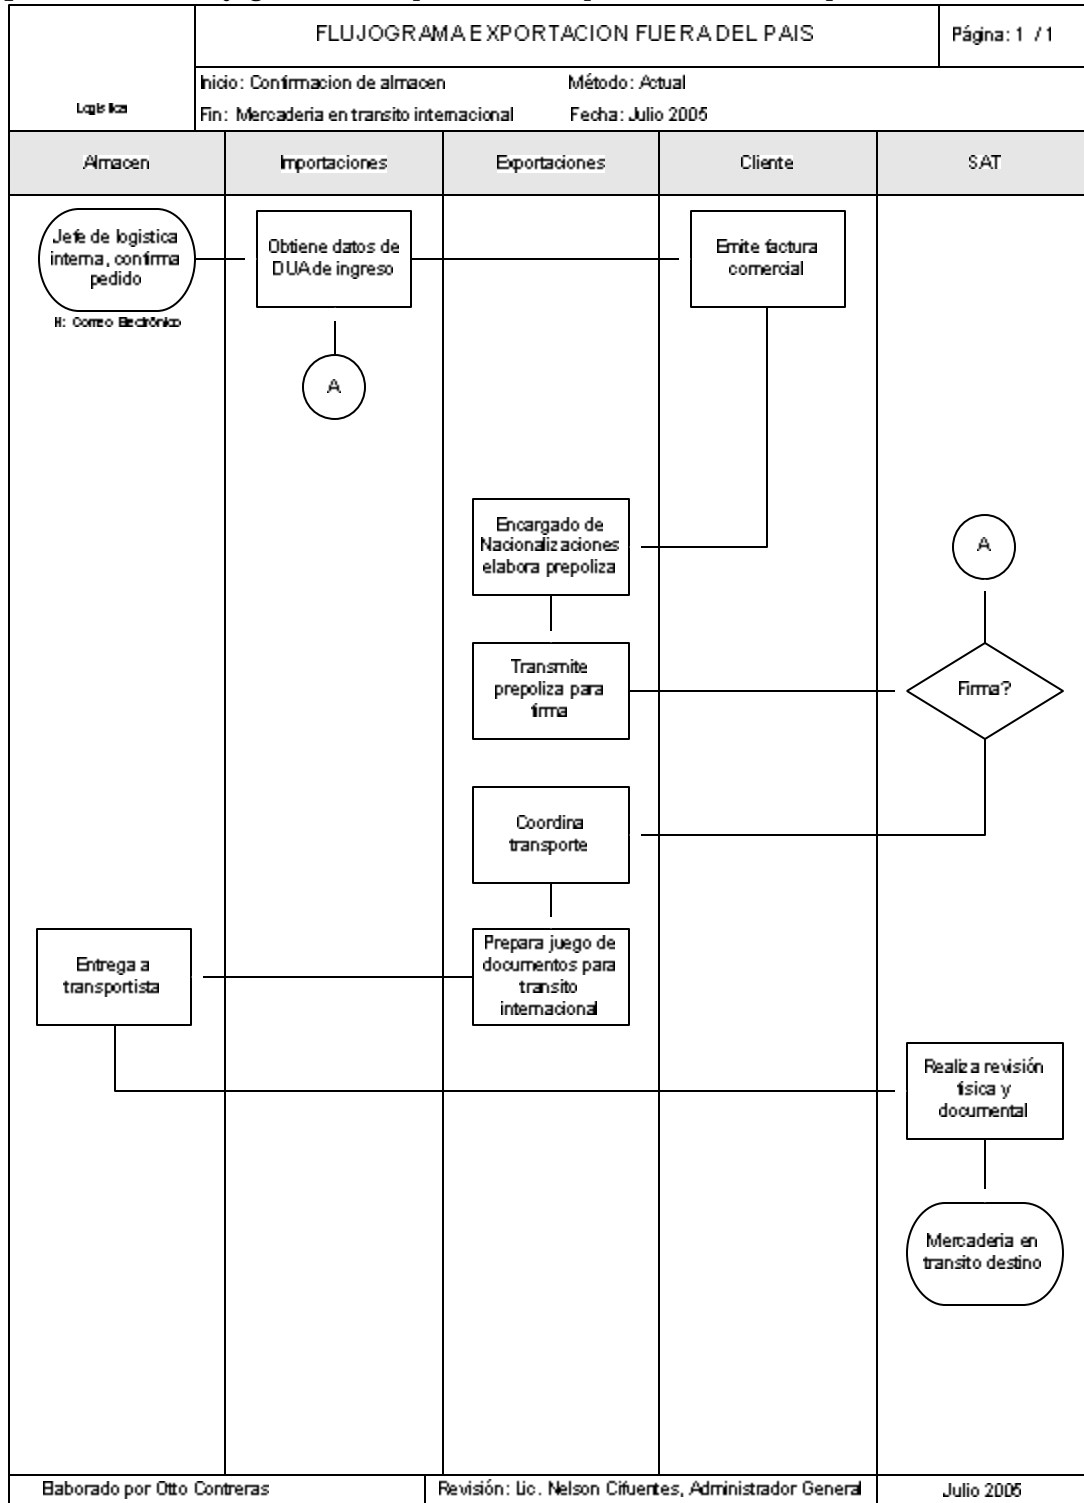 FLUJOGRAMA EXPORTACION FUERA DEL PAIS
Página: 1 / 1
Logistica
Inicio: Confirmacion de almacen
Método: Actual
Fin: Mercaderia en transito internacional
Fecha: Julio 2005
Almacen
Importaciones
Exportaciones
Cliente
SAT
Jefe de logistica
interna, confirma
pedido
H: Correo Electrónico
Obtiene datos de
DUA de ingreso
Emite factura
comercial
A
Encargado de
Nacionalizaciones
elabora prepoliza
A
Transmite
prepoliza para
firma
Firma?
Coordina
transporte
Entrega a
transportista
Prepara juego de
documentos para
transito
internacional
Realiza revisión
fisica y
documental
Mercaderia en
transito destino
Elaborado por Otto Contreras
Revisión: Lic. Nelson Cifuentes, Administrador General
Julio 2005